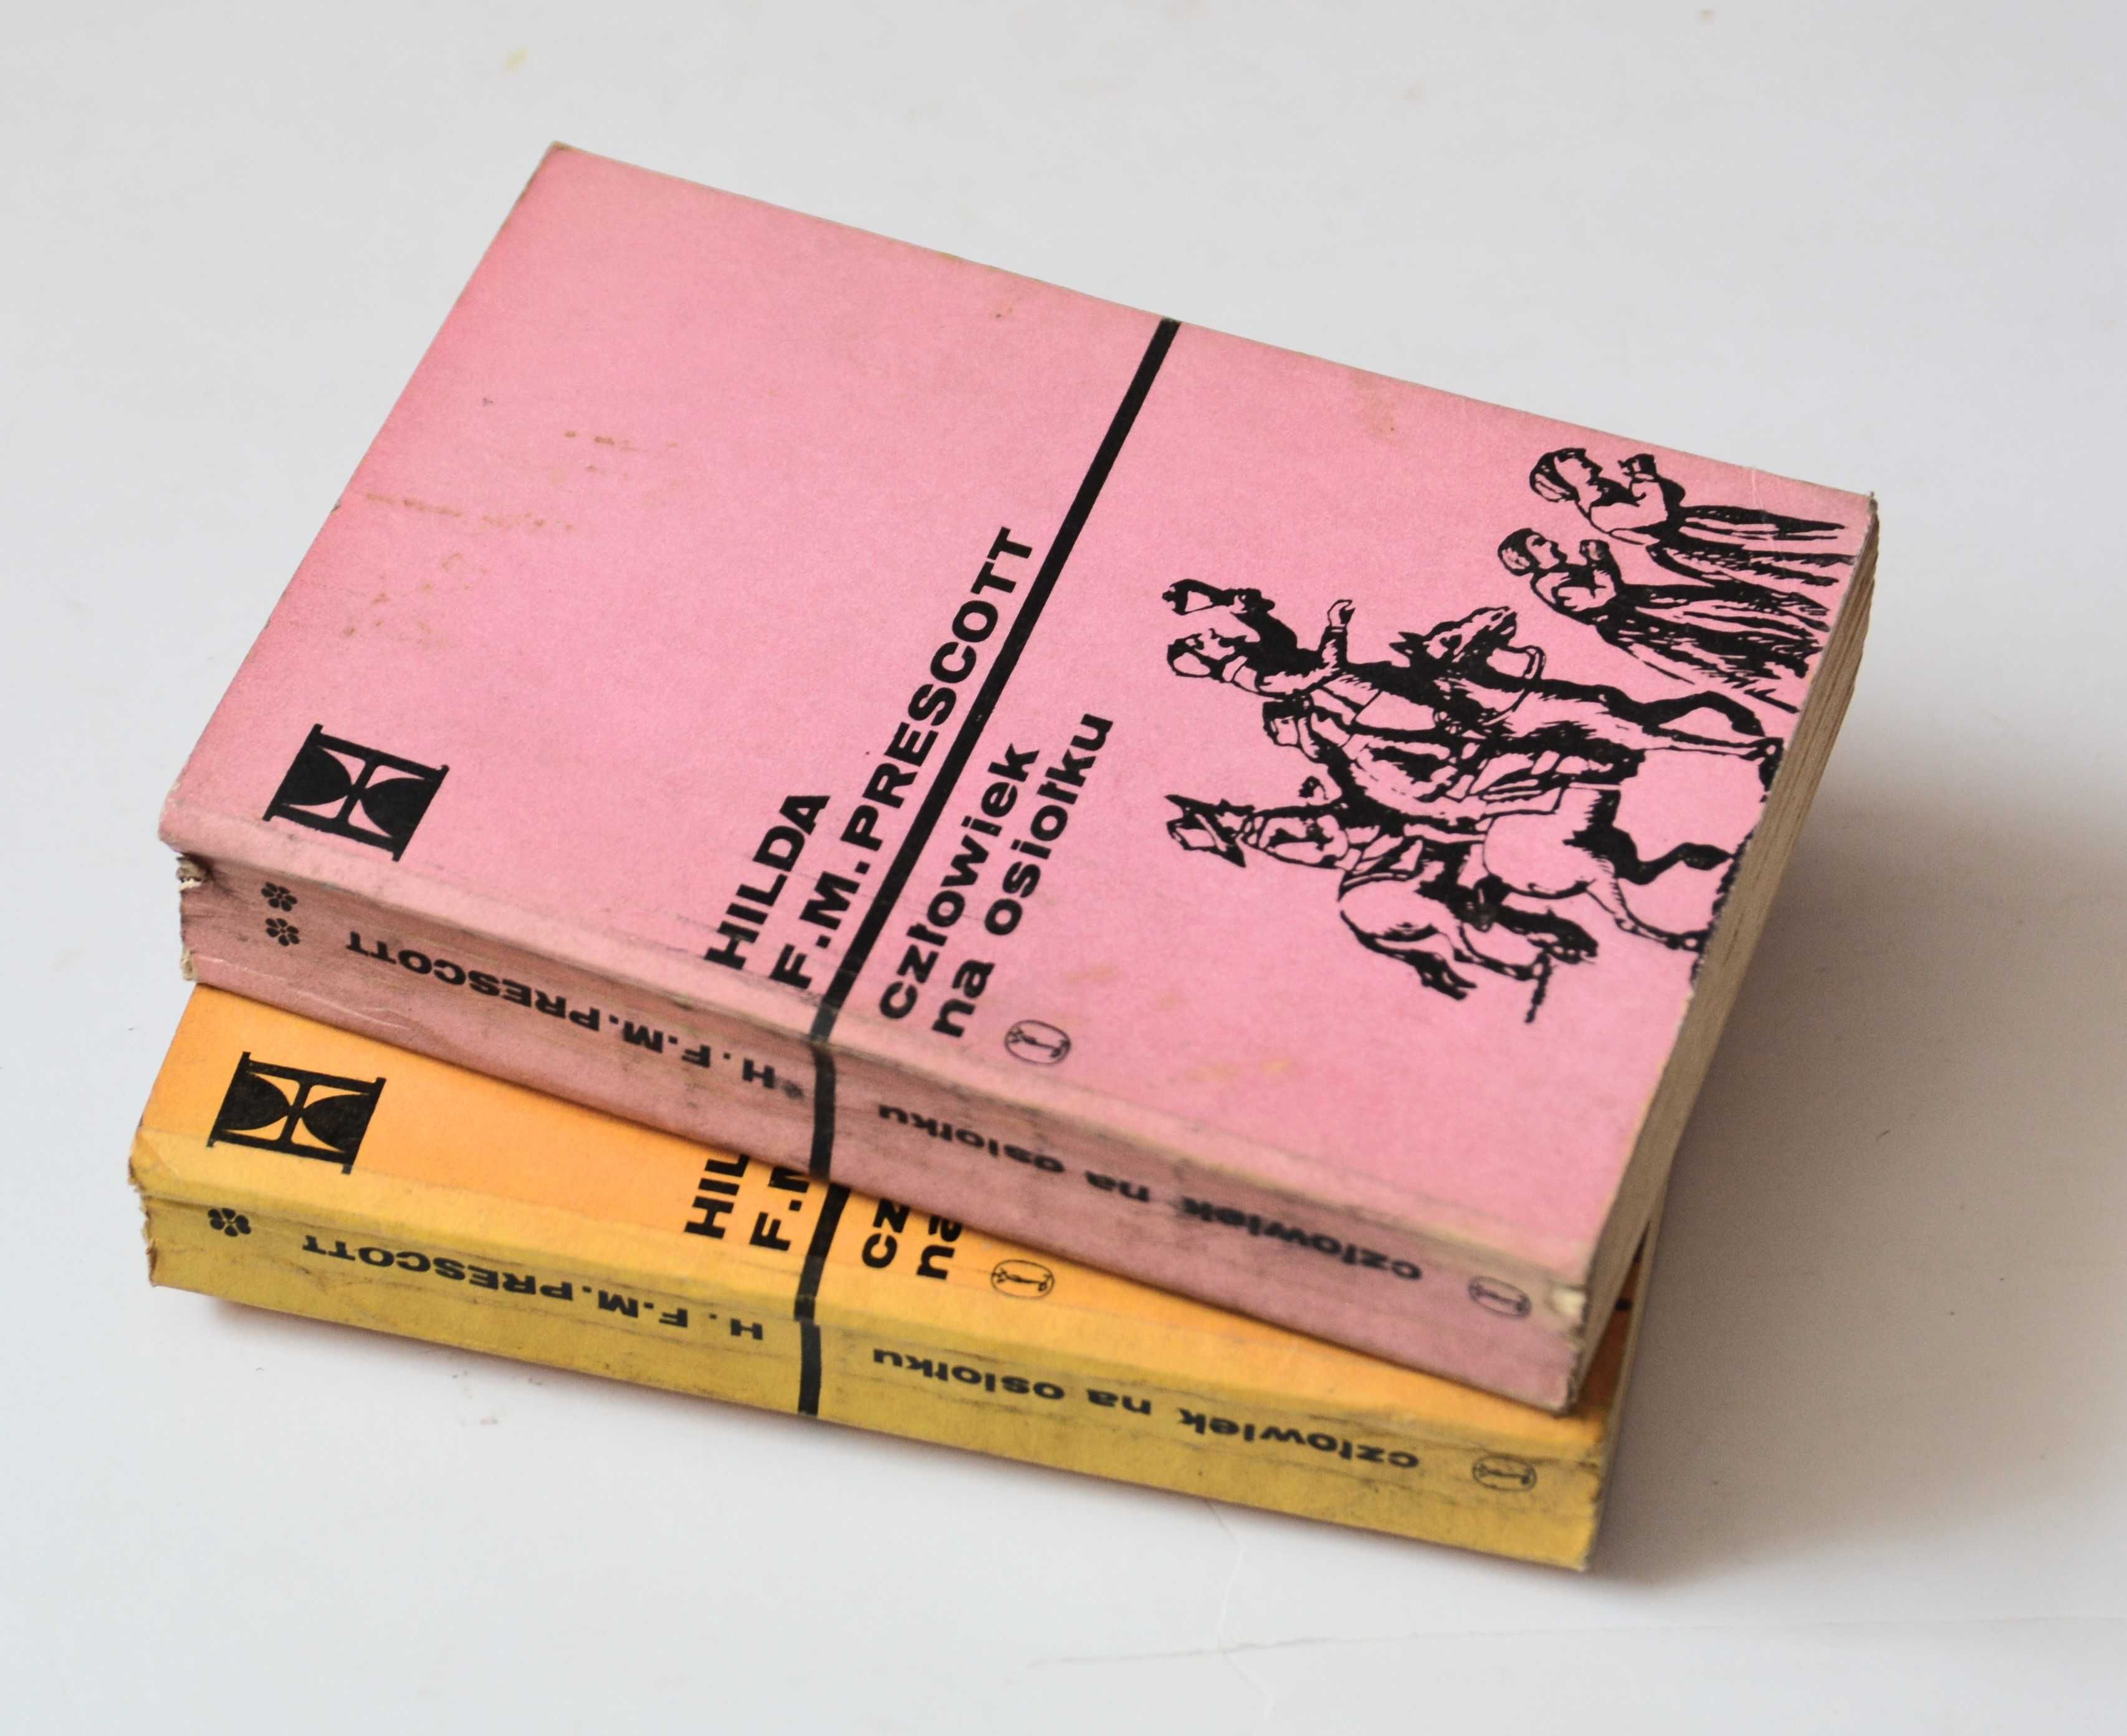 HILDA
F.M.PRESCOTT
człowiek
na osiołku
H.F.M.PRESCOTT
człowiek na osiołku
HIL
F.M
cz
na
H.F.M.PRESCOTT
człowiek na osiołku